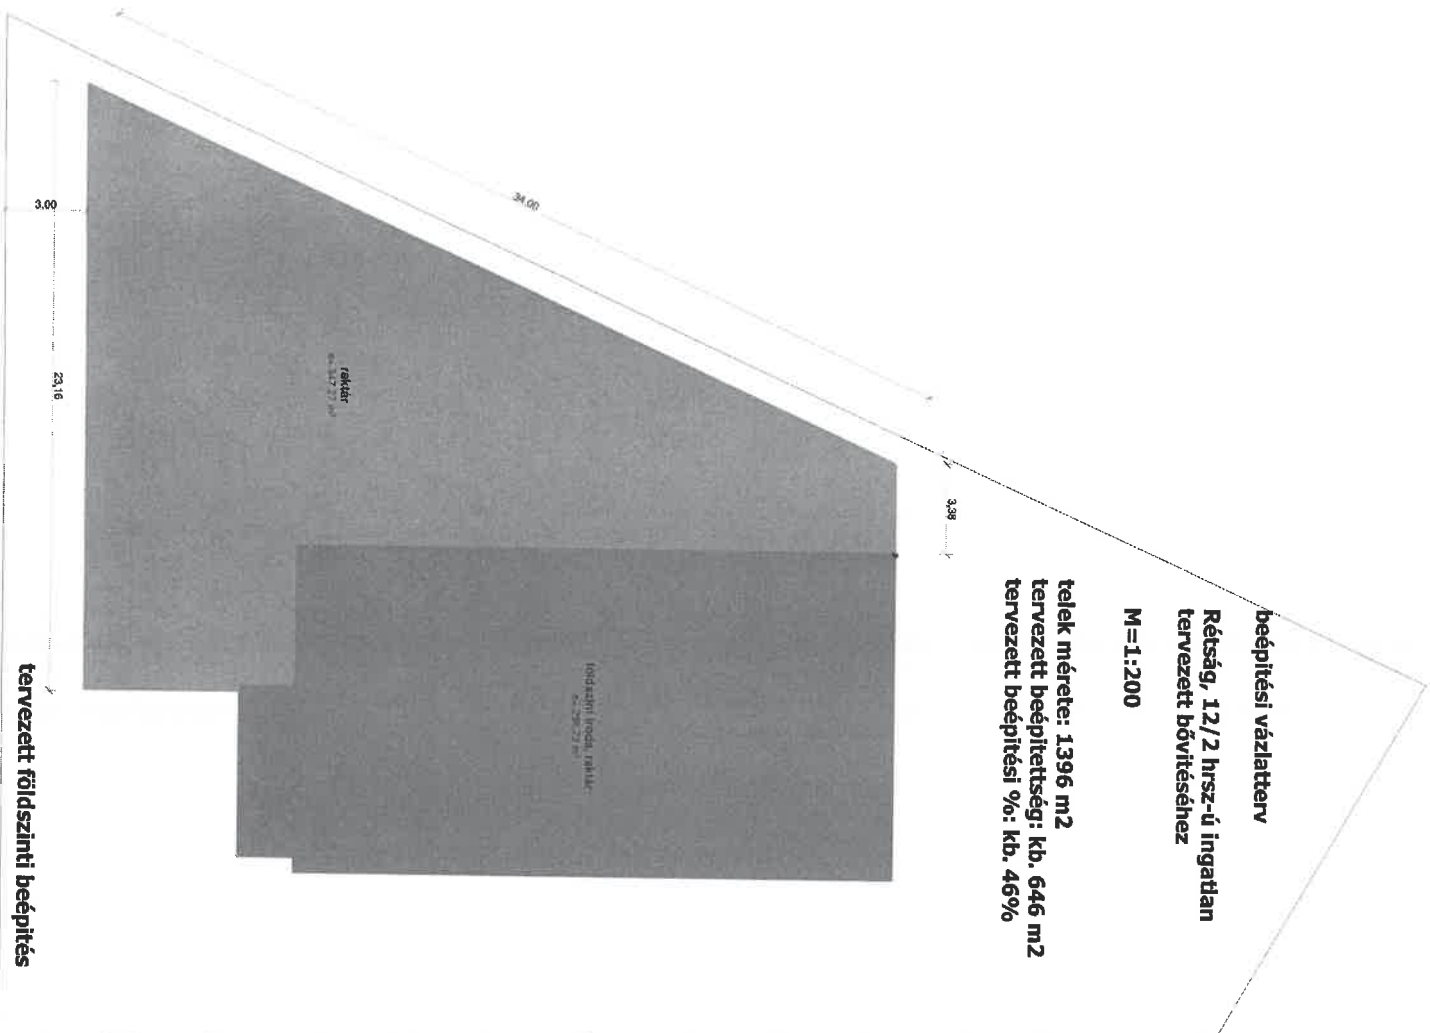 beépítési vázlatterv
Rétság, 12/2 hrsz-ú ingatlan
tervezett bővítéséhez
M=1:200
telek mérete: 1396 m2
tervezett beépítettség: kb. 646 m2
tervezett beépítési %: kb. 46%
34,00
3,38
3,00
23,16
raktár
földszinti iroda, raktár
tervezett földszinti beépítés